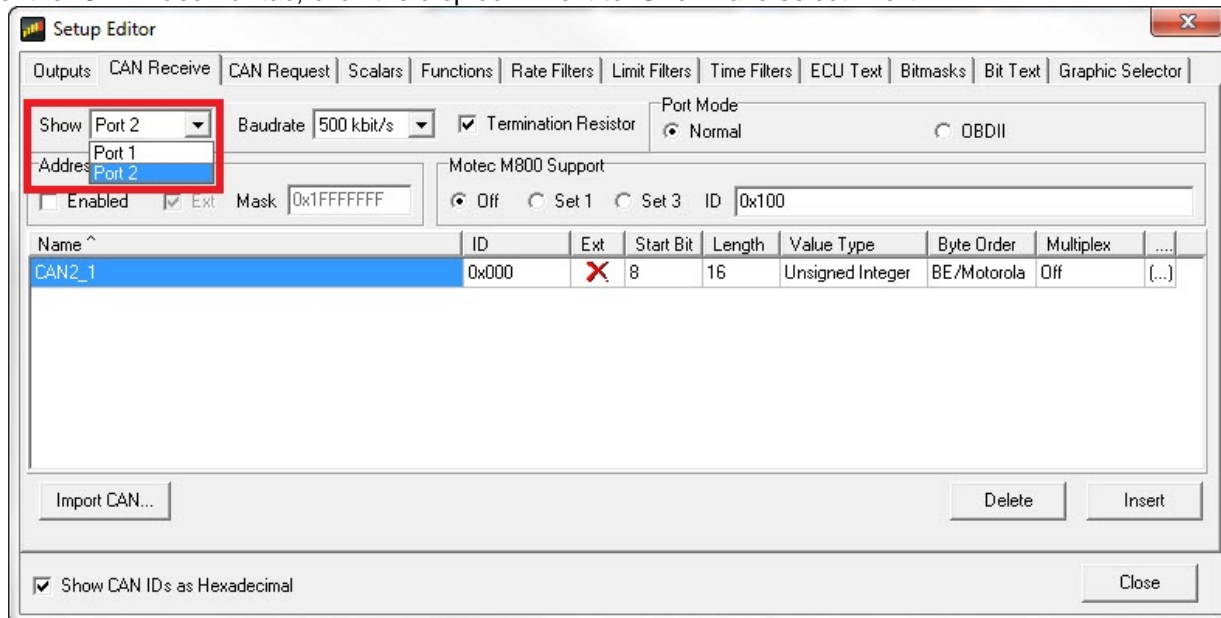 Setup Editor
Outputs CAN Receive CAN Request Scalars Functions Rate Filters Limit Filters Time Filters ECU Text Bitmasks Bit Text Graphic Selector
Show Port 2 Baudrate 500 kbit/s Termination Resistor Port Mode Normal OBDII
Port 1
Port 2
Addres Motec M800 Support
Enabled Ext Mask 0x1FFFFFFF Off Set 1 Set 3 ID 0x100
Name ^ ID Ext Start Bit Length Value Type Byte Order Multiplex ....
CAN2_1 0x000 8 16 Unsigned Integer BE/Motorola Off (...)
Import CAN... Delete Insert
Show CAN IDs as Hexadecimal Close